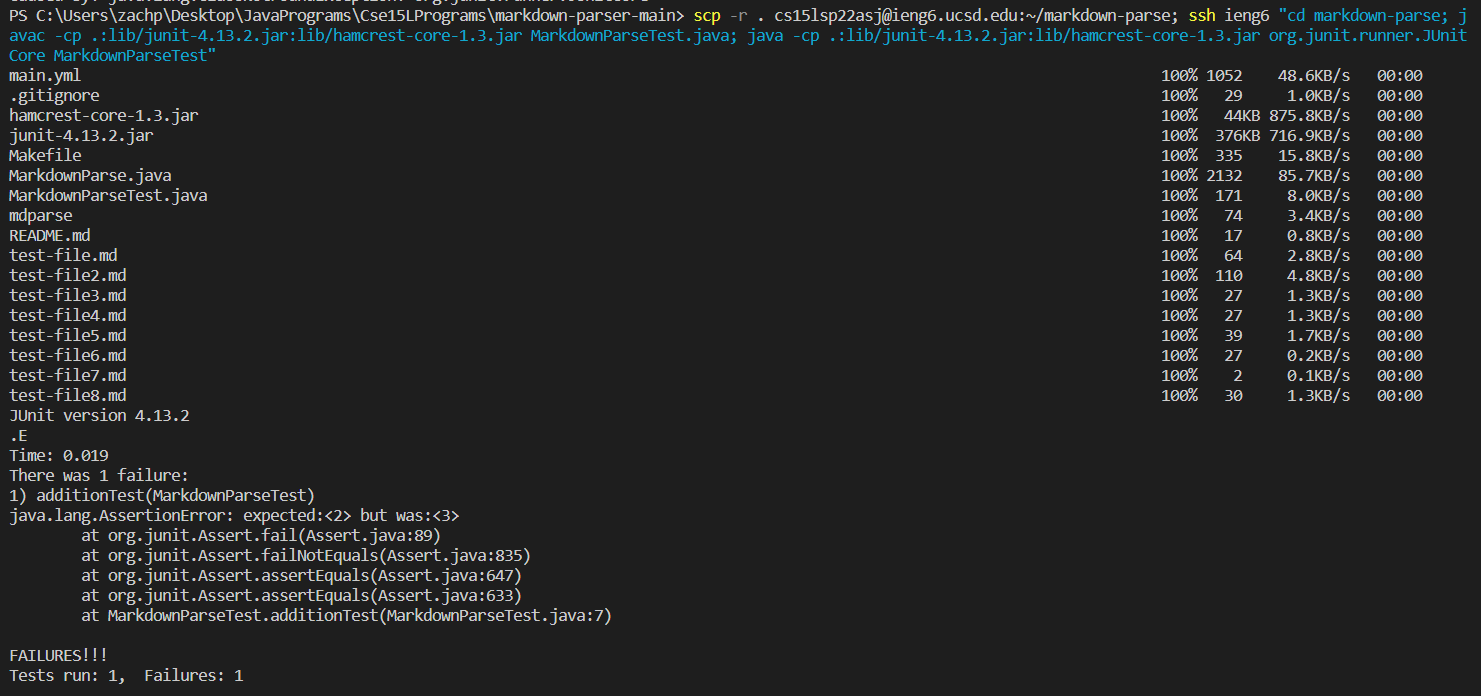 PS C:\Users\zachp\Desktop\JavaPrograms\Cse15LPrograms\markdown-parser-main> scp -r . cs15lsp22asj@ieng6.ucsd.edu:~/markdown-parse; ssh ieng6 "cd markdown-parse; j
avac -cp .:lib/junit-4.13.2.jar:lib/hamcrest-core-1.3.jar MarkdownParseTest.java; java -cp .:lib/junit-4.13.2.jar:lib/hamcrest-core-1.3.jar org.junit.runner.JUnit
Core MarkdownParseTest"
main.yml 100% 1052 48.6KB/s 00:00
.gitignore 100% 29 1.0KB/s 00:00
hamcrest-core-1.3.jar 100% 44KB 875.8KB/s 00:00
junit-4.13.2.jar 100% 376KB 716.9KB/s 00:00
Makefile 100% 335 15.8KB/s 00:00
MarkdownParse.java 100% 2132 85.7KB/s 00:00
MarkdownParseTest.java 100% 171 8.0KB/s 00:00
mdparse 100% 74 3.4KB/s 00:00
README.md 100% 17 0.8KB/s 00:00
test-file.md 100% 64 2.8KB/s 00:00
test-file2.md 100% 110 4.8KB/s 00:00
test-file3.md 100% 27 1.3KB/s 00:00
test-file4.md 100% 27 1.3KB/s 00:00
test-file5.md 100% 39 1.7KB/s 00:00
test-file6.md 100% 27 0.2KB/s 00:00
test-file7.md 100% 2 0.1KB/s 00:00
test-file8.md 100% 30 1.3KB/s 00:00
JUnit version 4.13.2
.E
Time: 0.019
There was 1 failure:
1) additionTest(MarkdownParseTest)
java.lang.AssertionError: expected:<2> but was:<3>
at org.junit.Assert.fail(Assert.java:89)
at org.junit.Assert.failNotEquals(Assert.java:835)
at org.junit.Assert.assertEquals(Assert.java:647)
at org.junit.Assert.assertEquals(Assert.java:633)
at MarkdownParseTest.additionTest(MarkdownParseTest.java:7)
FAILURES!!!
Tests run: 1, Failures: 1